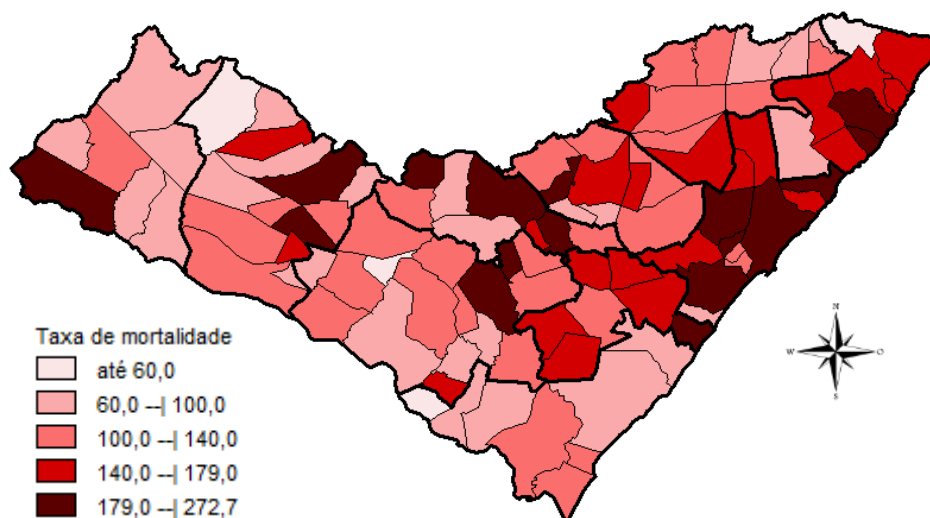 Taxa de mortalidade
até 60,0
60,0 --| 100,0
100,0 --| 140,0
140,0 --| 179,0
179,0 --| 272,7
N
W
O
S